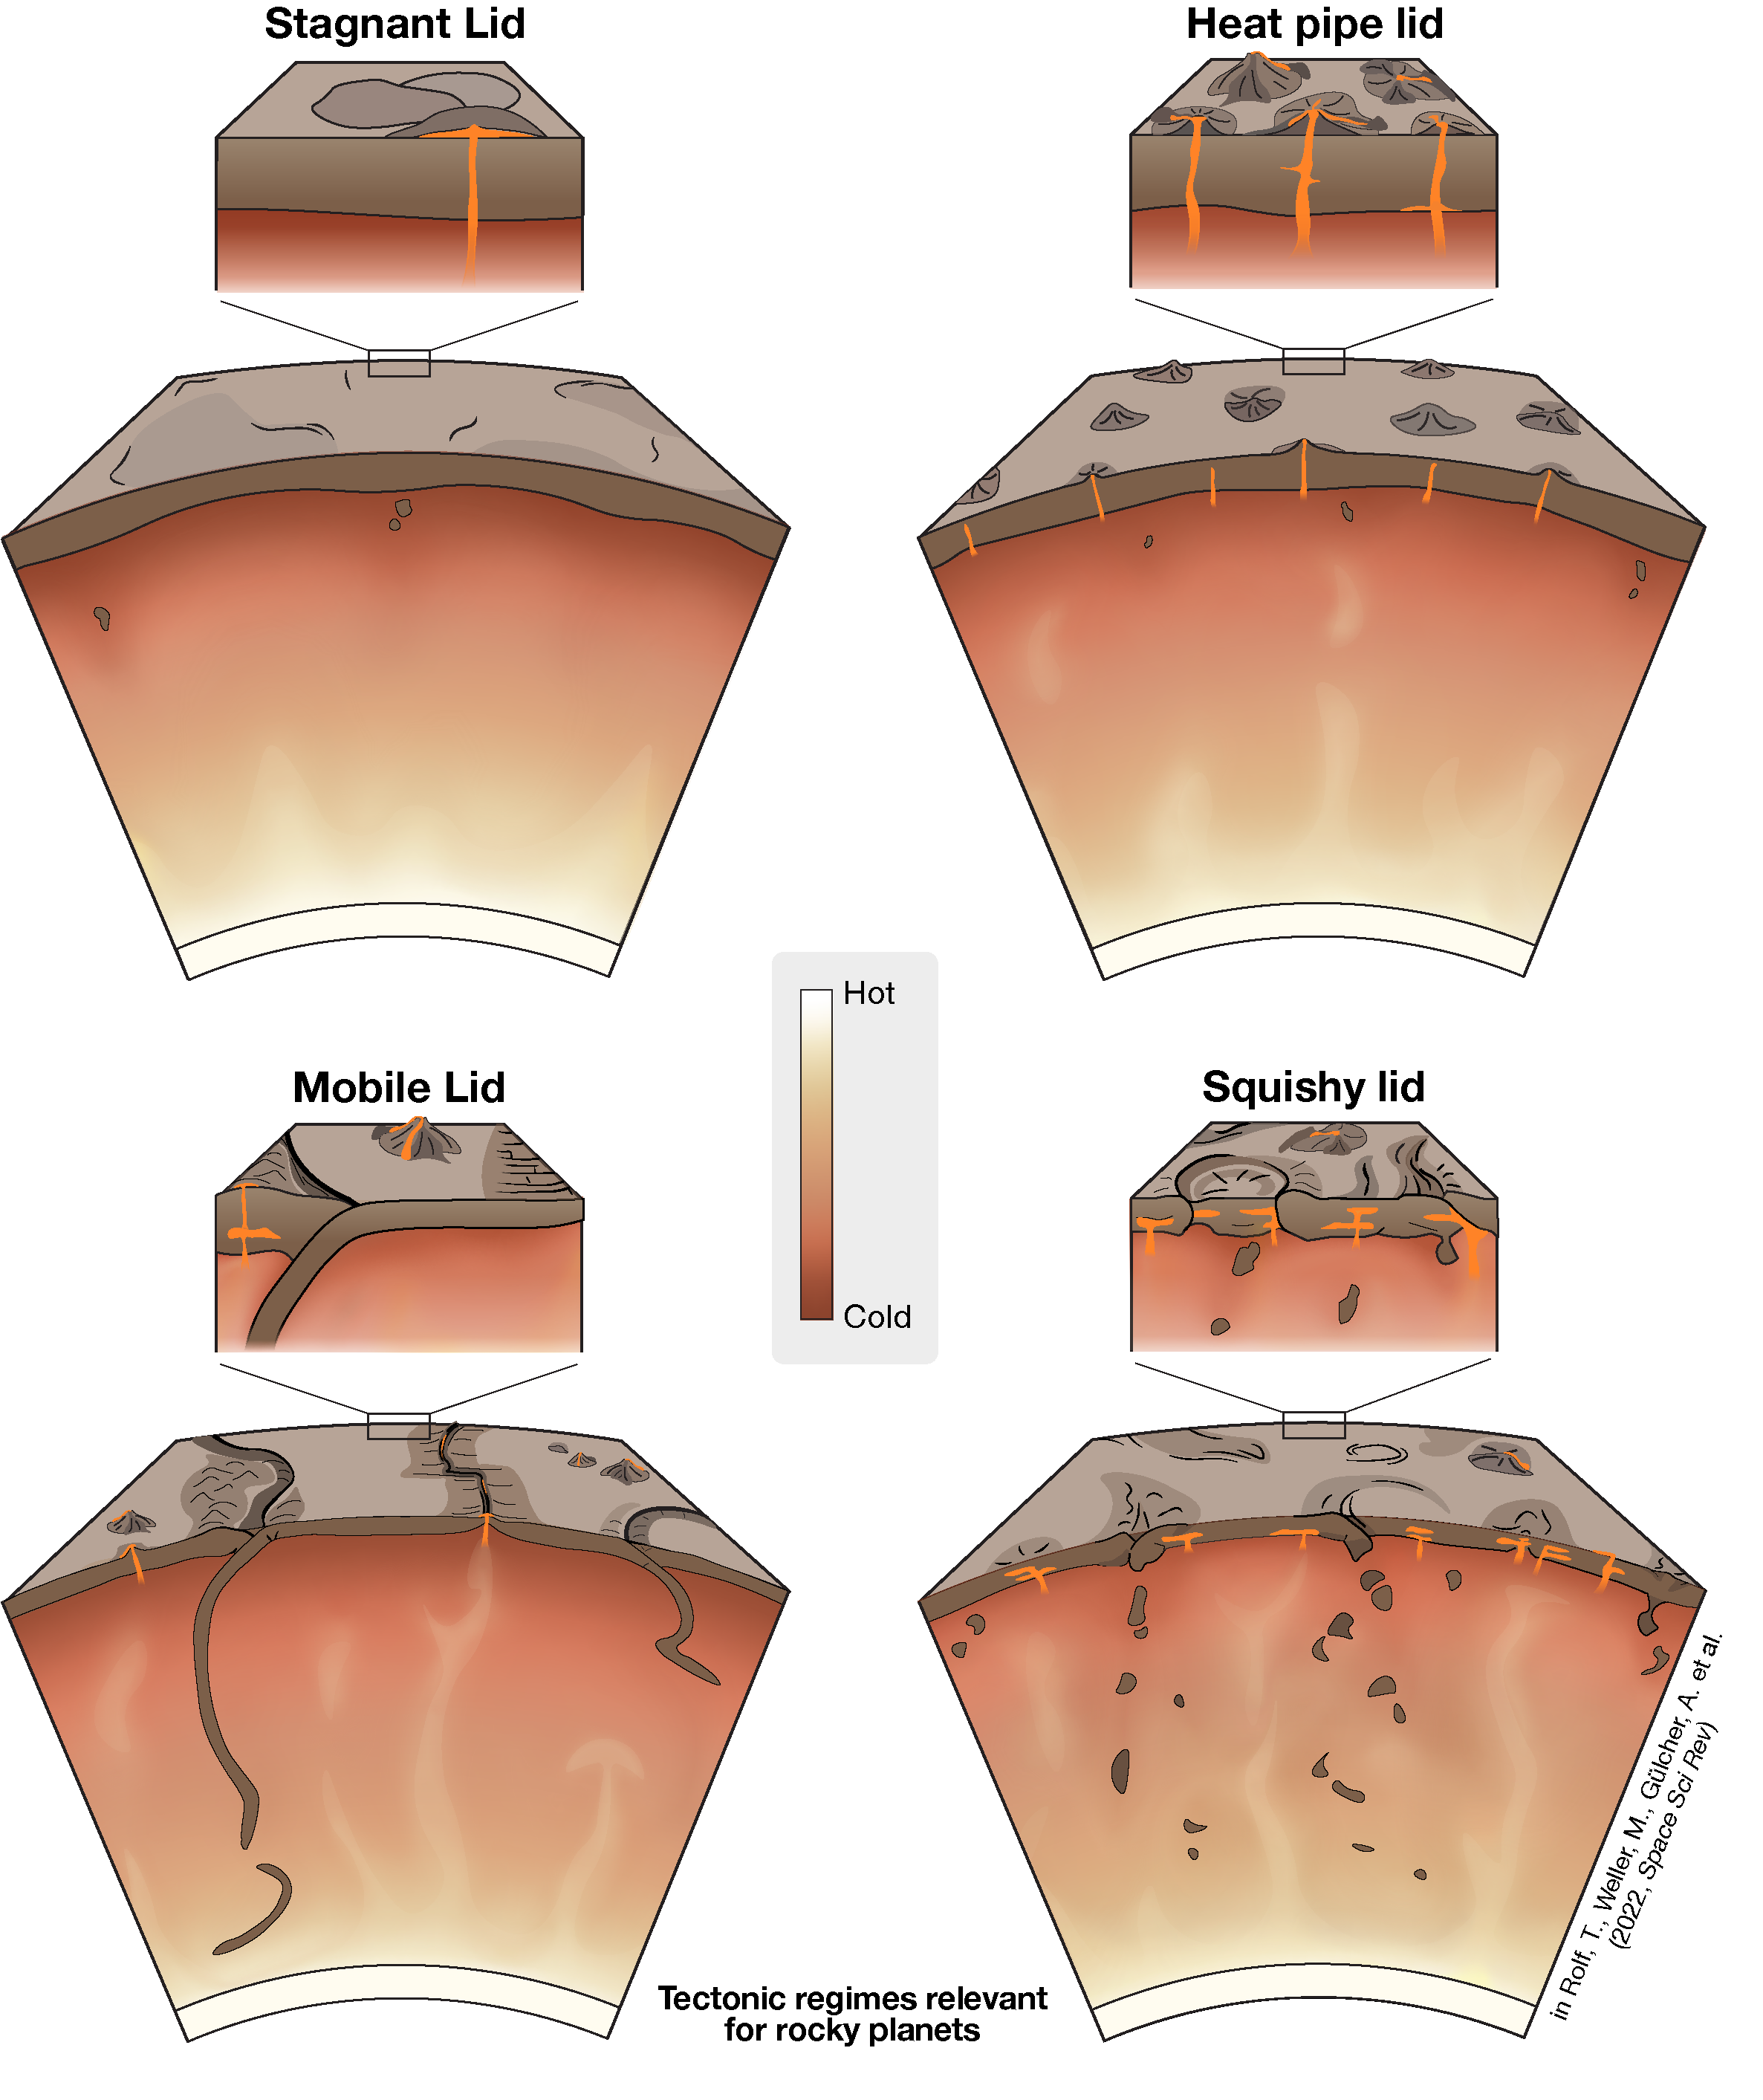 Stagnant Lid
Heat pipe lid
Hot
Cold
Mobile Lid
Squishy lid
in Rolf, T., Weller, M., Gülcher, A. et al.
(2022, Space Sci Rev)
Tectonic regimes relevant
for rocky planets